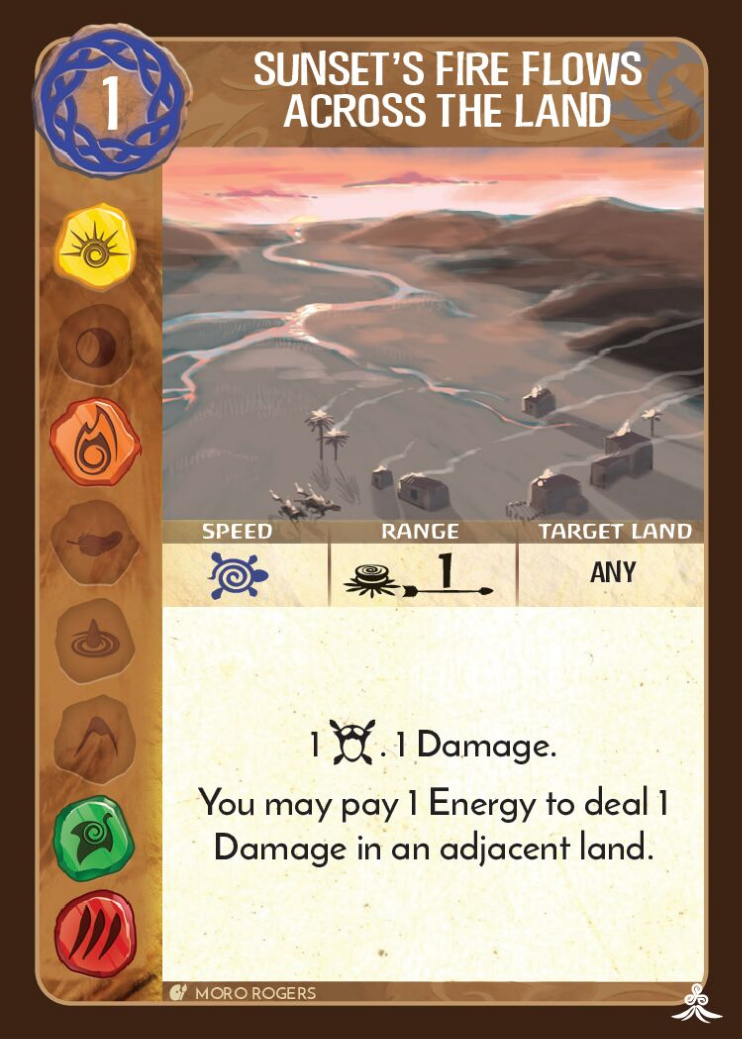 1
SUNSET'S FIRE FLOWS
ACROSS THE LAND
SPEED RANGE TARGET LAND
1 ANY
1 . 1 Damage.
You may pay 1 Energy to deal 1
Damage in an adjacent land.
MORO ROGERS